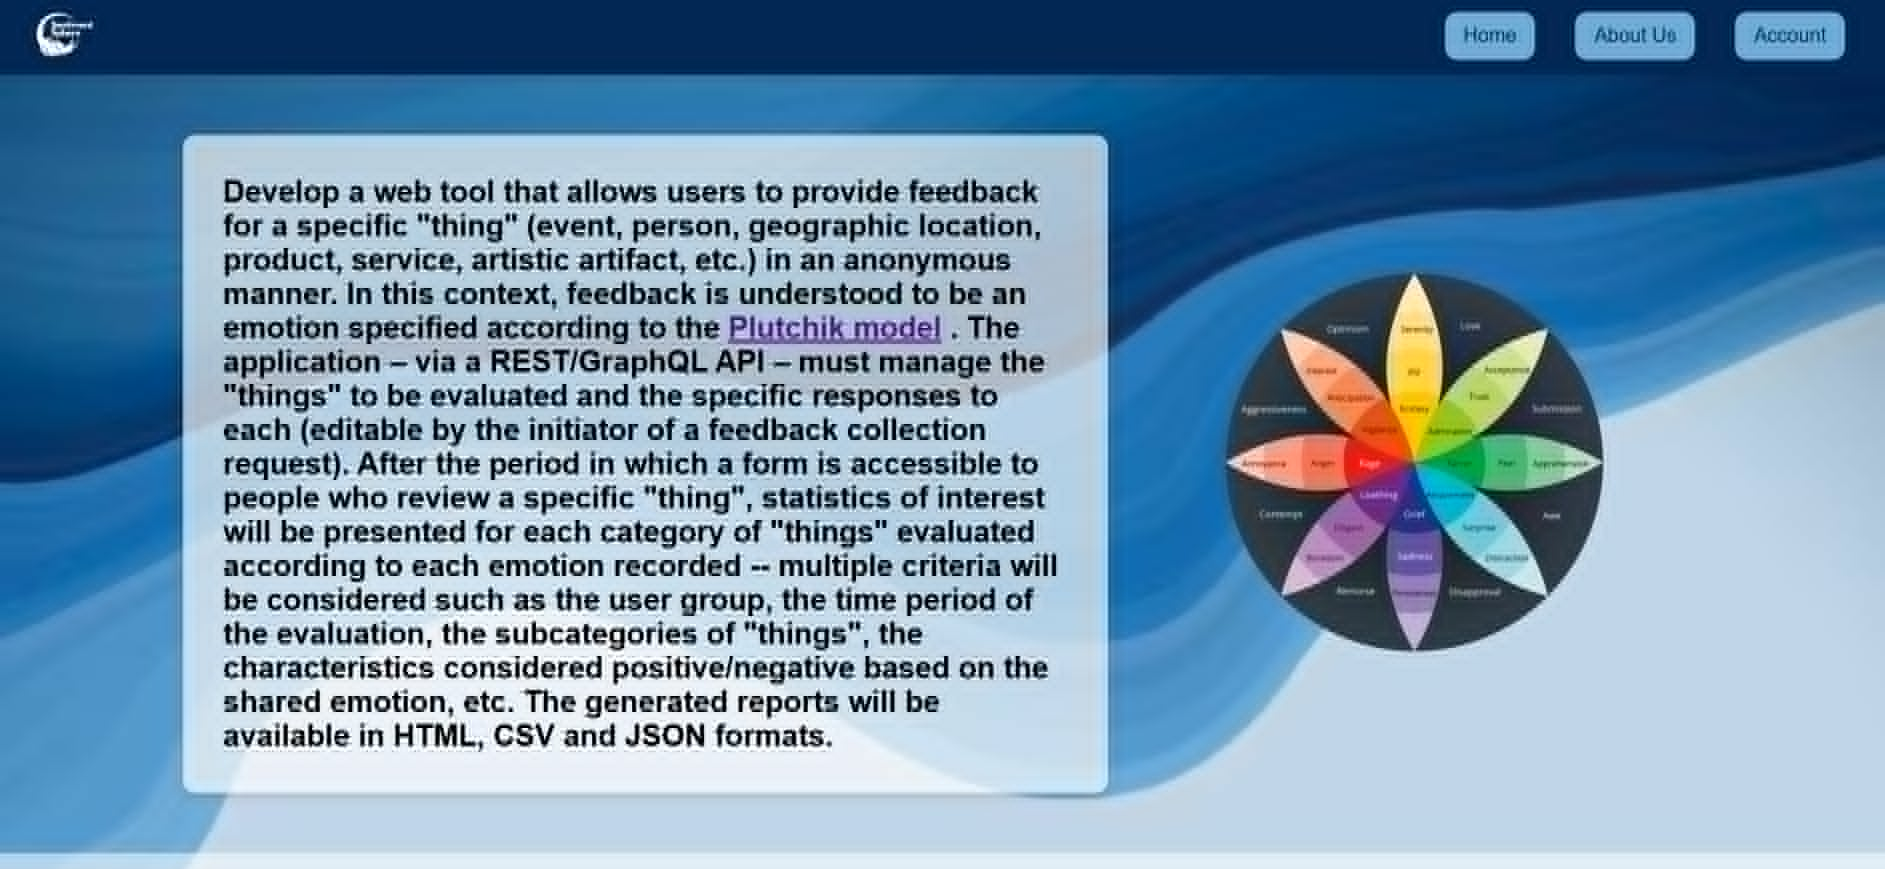 Home
About Us
Account
Develop a web tool that allows users to provide feedback
for a specific "thing" (event, person, geographic location,
product, service, artistic artifact, etc.) in an anonymous
manner. In this context, feedback is understood to be an
emotion specified according to the Plutchik model . The
application – via a REST/GraphQL API – must manage the
"things" to be evaluated and the specific responses to
each (editable by the initiator of a feedback collection
request). After the period in which a form is accessible to
people who review a specific "thing", statistics of interest
will be presented for each category of "things" evaluated
according to each emotion recorded -- multiple criteria will
be considered such as the user group, the time period of
the evaluation, the subcategories of "things", the
characteristics considered positive/negative based on the
shared emotion, etc. The generated reports will be
available in HTML, CSV and JSON formats.
Optimism
Serenity
Love
Interest
Joy
Acceptance
Anticipation
Trust
Aggressiveness
Ecstasy
Submission
Vigilance
Admiration
Annoyance
Anger
Rage
Terror
Fear
Apprehension
Loathing
Amazement
Contempt
Grief
Awe
Disgust
Surprise
Boredom
Sadness
Distraction
Remorse
Pensiveness
Disapproval